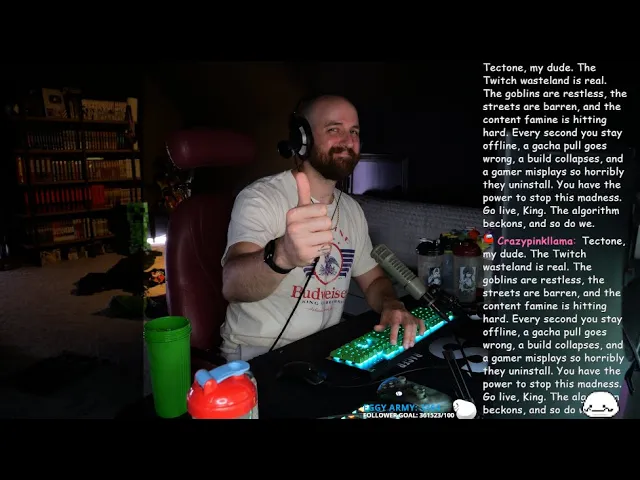 Tectone, my dude. The
Twitch wasteland is real.
The goblins are restless, the
streets are barren, and the
content famine is hitting
hard. Every second you stay
offline, a gacha pull goes
wrong, a build collapses, and
a gamer misplays so horribly
they uninstall. You have the
power to stop this madness.
Go live, King. The algorithm
beckons, and so do we.
Crazypinkllama: Tectone,
my dude. The Twitch
wasteland is real. The
goblins are restless, the
streets are barren, and the
content famine is hitting
hard. Every second you stay
offline, a gacha pull goes
wrong, a build collapses, and
a gamer misplays so horribly
they uninstall. You have the
power to stop this madness.
Go live, King. The
beckons, and so do
Budweiser
EGGY ARMY:
FOLLOWER GOAL: 361523/100